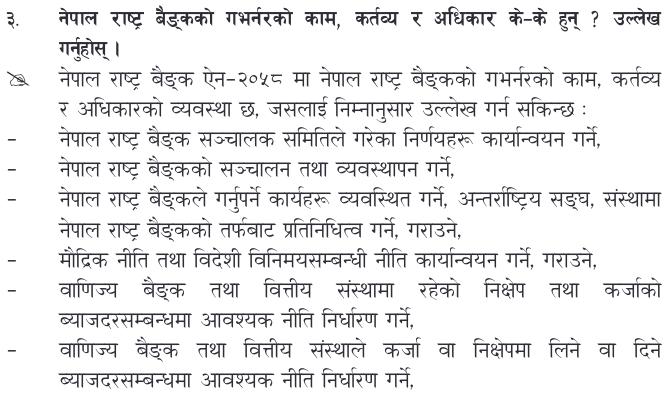 ३. नेपाल राष्ट्र बैङ्कको गभर्नरको काम, कर्तव्य र अधिकार के-के हुन् ? उल्लेख
गर्नुहोस् ।
नेपाल राष्ट्र बैङ्क ऐन-२०५८ मा नेपाल राष्ट्र बैङ्कको गभर्नरको काम, कर्तव्य
र अधिकारको व्यवस्था छ, जसलाई निम्नानुसार उल्लेख गर्न सकिन्छ :
- नेपाल राष्ट्र बैङ्क सञ्चालक समितिले गरेका निर्णयहरू कार्यान्वयन गर्ने,
- नेपाल राष्ट्र बैङ्कको सञ्चालन तथा व्यवस्थापन गर्ने,
- नेपाल राष्ट्र बैङ्कले गर्नुपर्ने कार्यहरू व्यवस्थित गर्ने, अन्तर्राष्ट्रिय सङ्घ, संस्थामा
नेपाल राष्ट्र बैङ्कको तर्फबाट प्रतिनिधित्व गर्ने, गराउने,
- मौद्रिक नीति तथा विदेशी विनिमयसम्बन्धी नीति कार्यान्वयन गर्ने, गराउने,
- वाणिज्य बैङ्क तथा वित्तीय संस्थामा रहेको निक्षेप तथा कर्जाको
ब्याजदरसम्बन्धमा आवश्यक नीति निर्धारण गर्ने,
- वाणिज्य बैङ्क तथा वित्तीय संस्थाले कर्जा वा निक्षेपमा लिने वा दिने
ब्याजदरसम्बन्धमा आवश्यक नीति निर्धारण गर्ने,